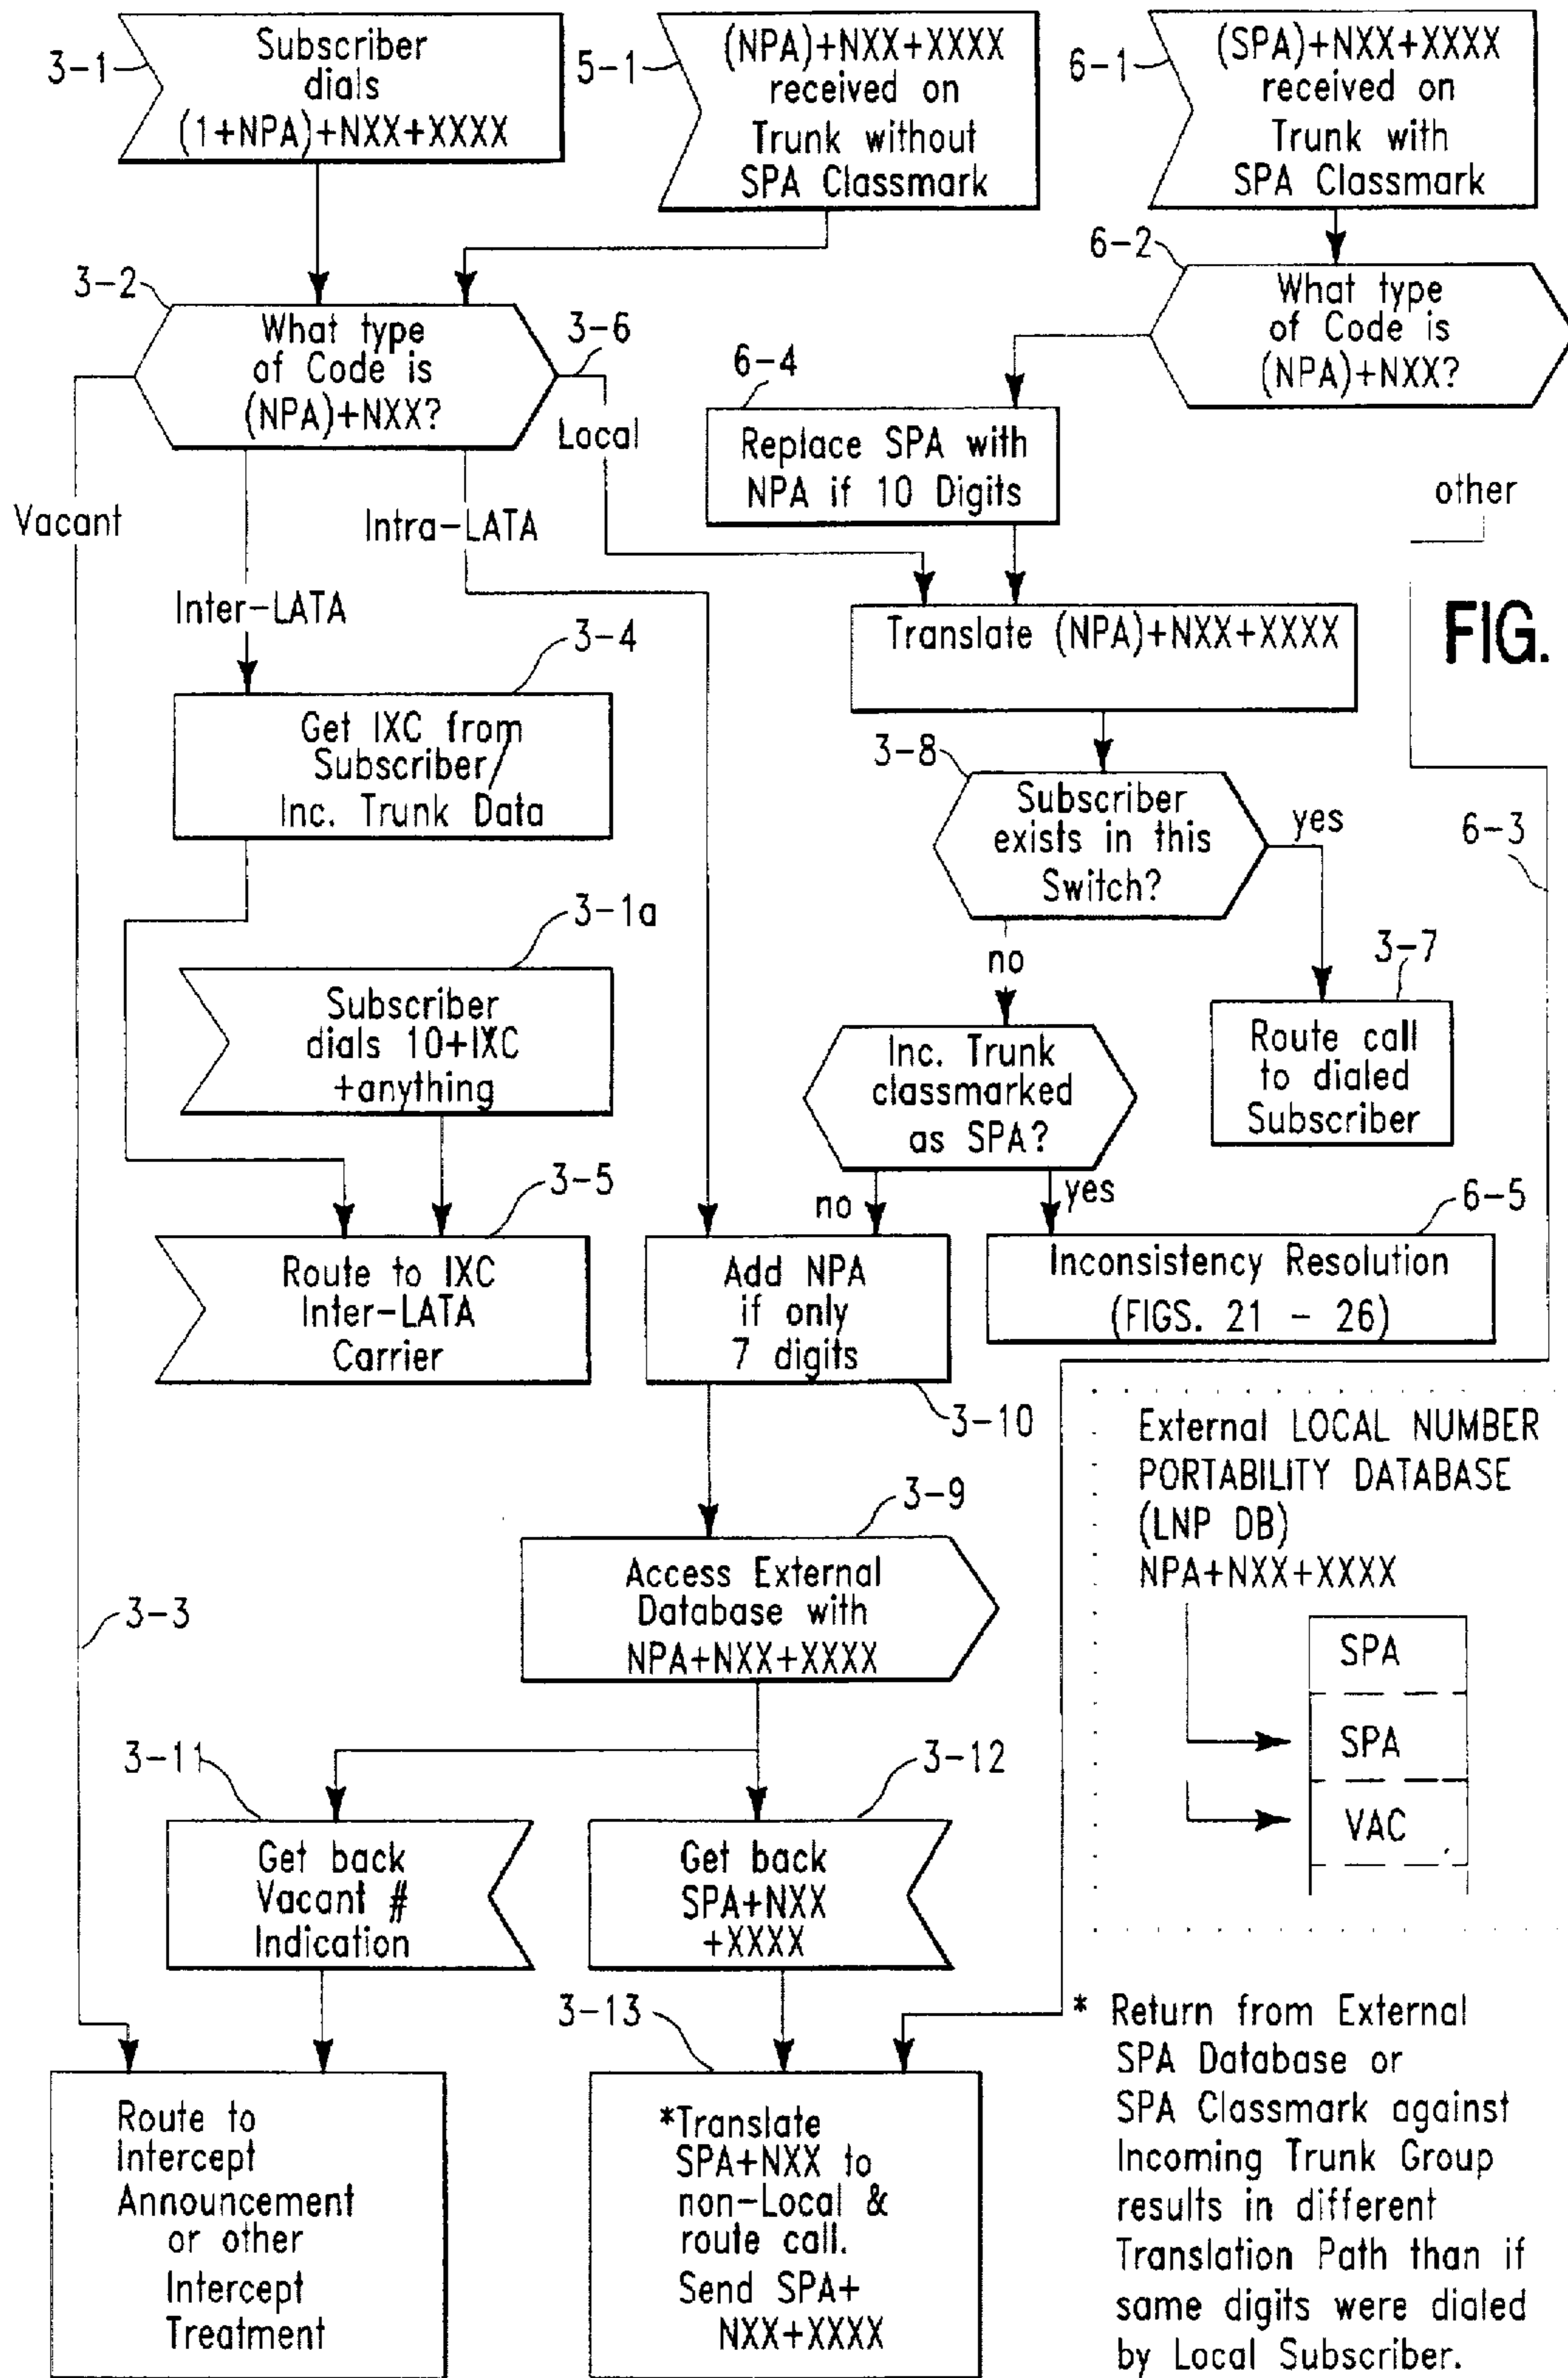 3-1
Subscriber
dials
(1+NPA)+NXX+XXXX
5-1
(NPA)+NXX+XXXX
received on
Trunk without
SPA Classmark
6-1
(SPA)+NXX+XXXX
received on
Trunk with
SPA Classmark
3-2
What type
of Code is
(NPA)+NXX?
3-6
Local
6-2
What type
of Code is
(NPA)+NXX?
6-4
Replace SPA with
NPA if 10 Digits
other
Vacant
Intra-LATA
Inter-LATA
FIG.
Translate (NPA)+NXX+XXXX
3-4
Get IXC from
Subscriber/
Inc. Trunk Data
3-8
Subscriber
exists in this
Switch?
yes
6-3
no
3-1a
Subscriber
dials 10+IXC
+anything
3-7
Route call
to dialed
Subscriber
Inc. Trunk
classmarked
as SPA?
no
yes
3-5
Route to IXC
Inter-LATA
Carrier
Add NPA
if only
7 digits
3-10
6-5
Inconsistency Resolution
(FIGS. 21 - 26)
External LOCAL NUMBER
PORTABILITY DATABASE
(LNP DB)
NPA+NXX+XXXX
SPA
SPA
VAC
3-9
Access External
Database with
NPA+NXX+XXXX
3-3
3-11
Get back
Vacant #
Indication
3-12
Get back
SPA+NXX
+XXXX
3-13
Route to
Intercept
Announcement
or other
Intercept
Treatment
*Translate
SPA+NXX to
non-Local &
route call.
Send SPA+
NXX+XXXX
* Return from External
SPA Database or
SPA Classmark against
Incoming Trunk Group
results in different
Translation Path than if
same digits were dialed
by Local Subscriber.